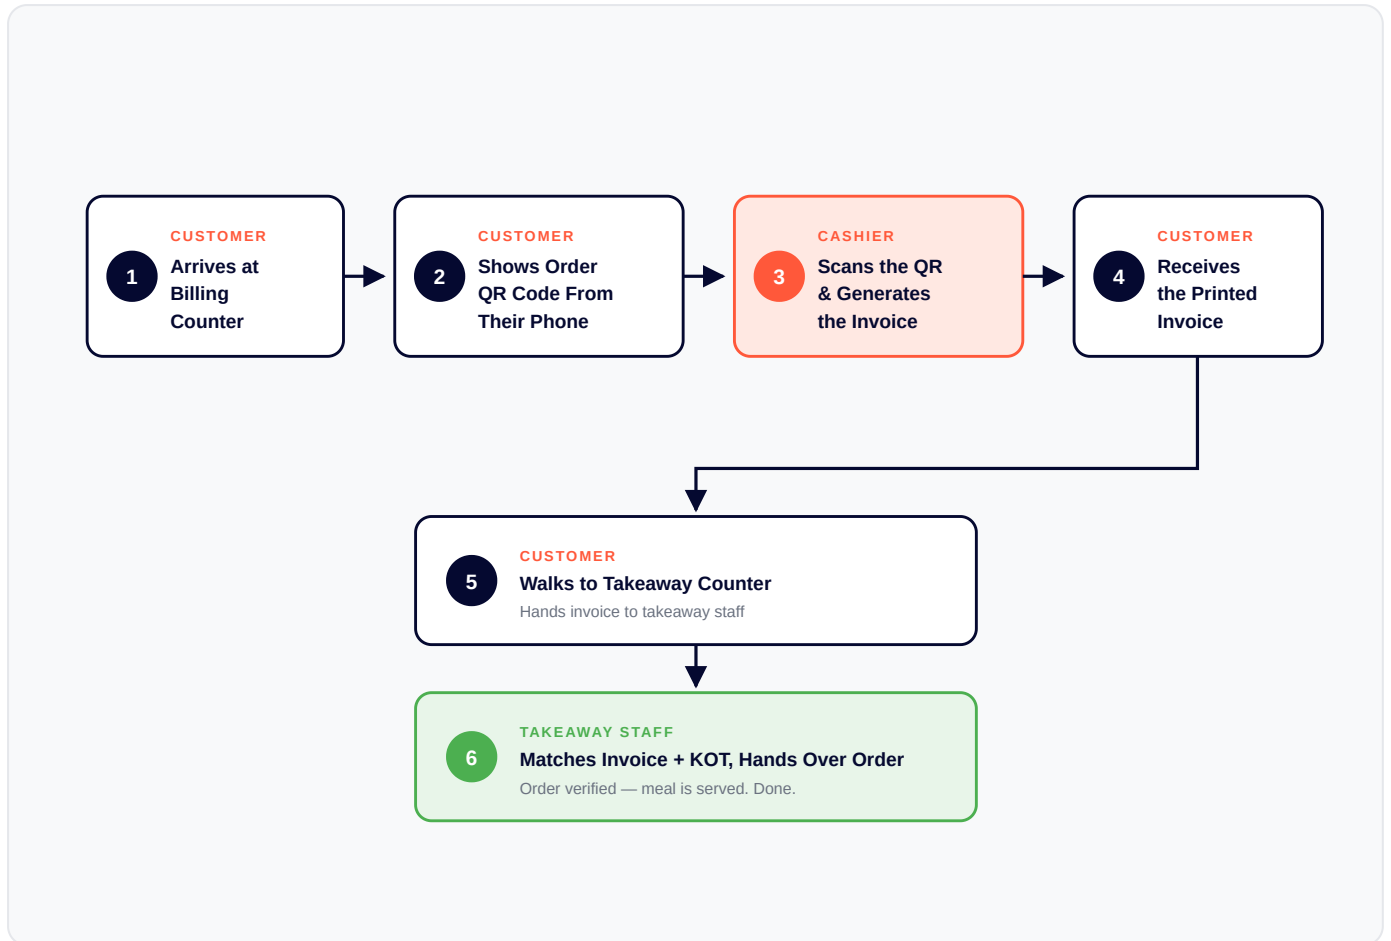 CUSTOMER
1
Arrives at
Billing
Counter
CUSTOMER
2
Shows Order
QR Code From
Their Phone
CASHIER
3
Scans the QR
& Generates
the Invoice
CUSTOMER
4
Receives
the Printed
Invoice
CUSTOMER
5
Walks to Takeaway Counter
Hands invoice to takeaway staff
TAKEAWAY STAFF
6
Matches Invoice + KOT, Hands Over Order
Order verified — meal is served. Done.